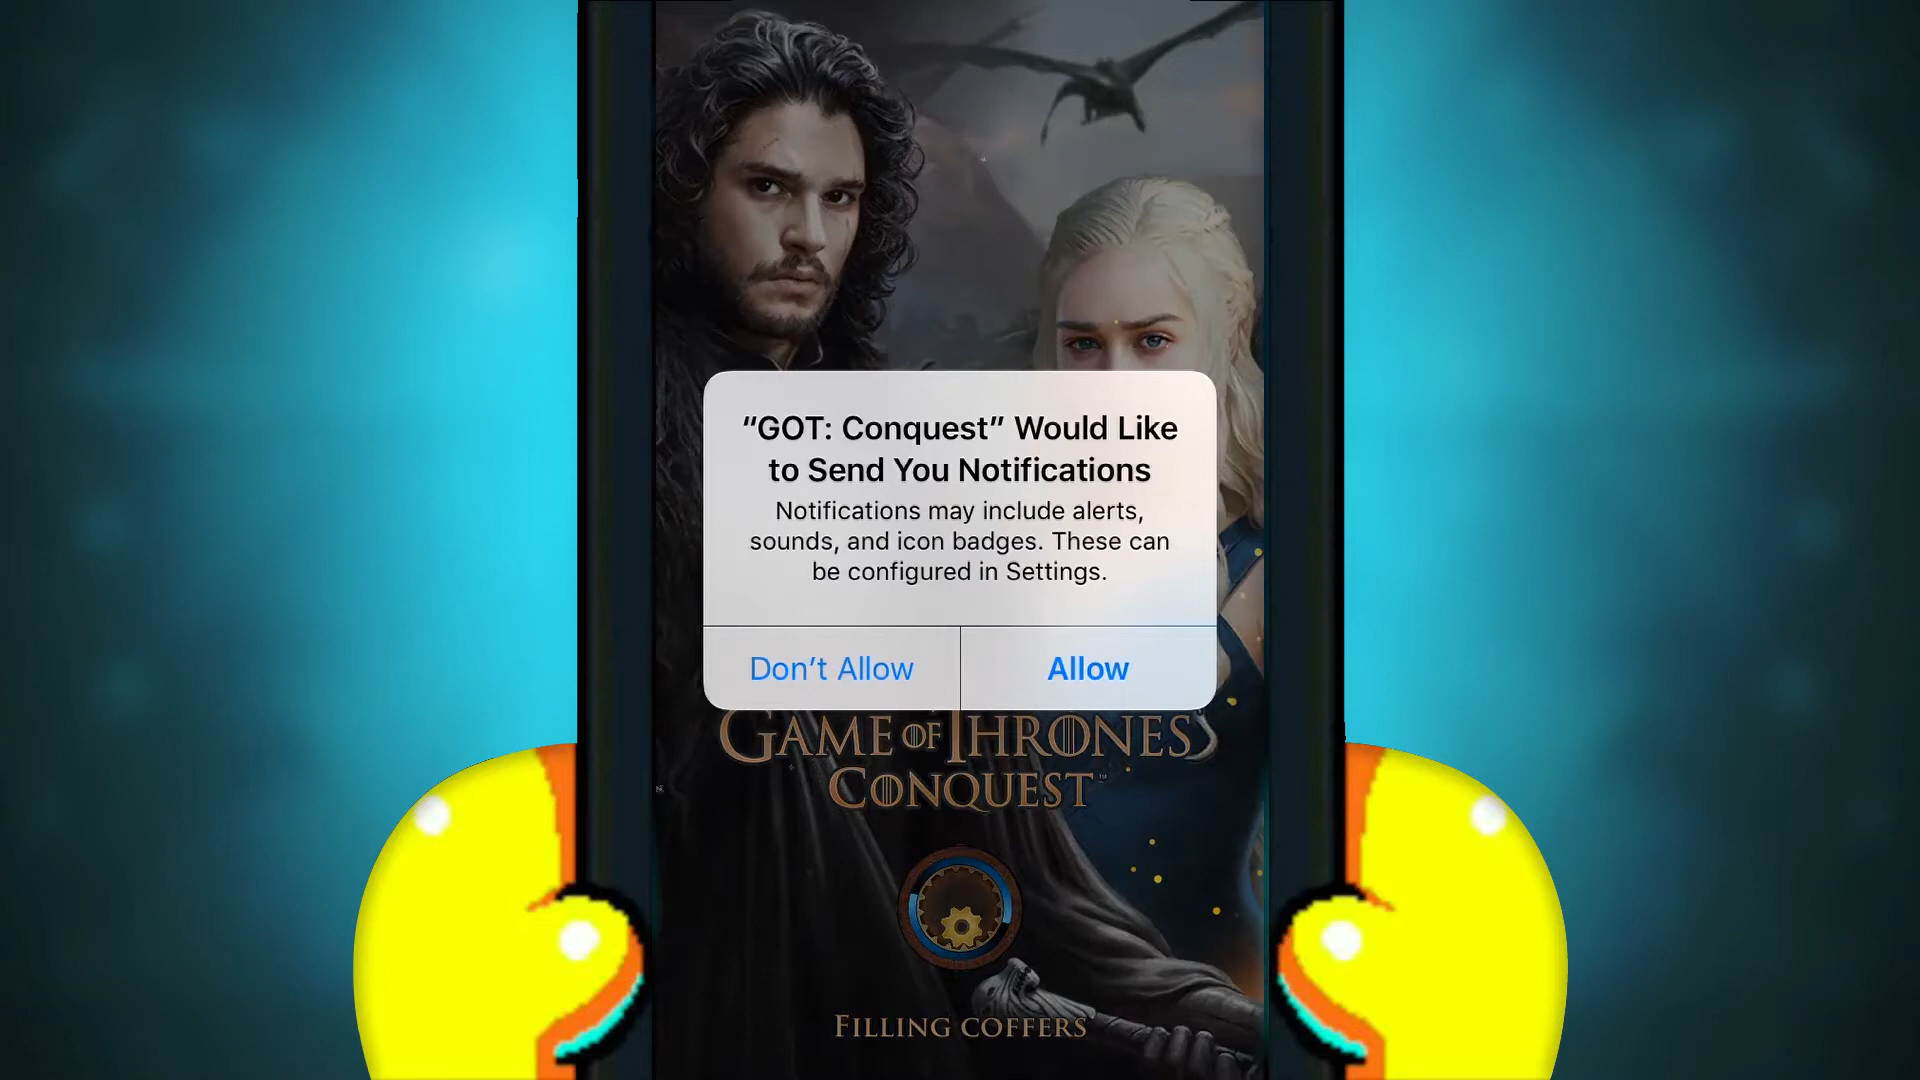 “GOT: Conquest” Would Like
to Send You Notifications
Notifications may include alerts,
sounds, and icon badges. These can
be configured in Settings.
Don’t Allow
Allow
GAME OF THRONES
CONQUEST™
FILLING COFFERS